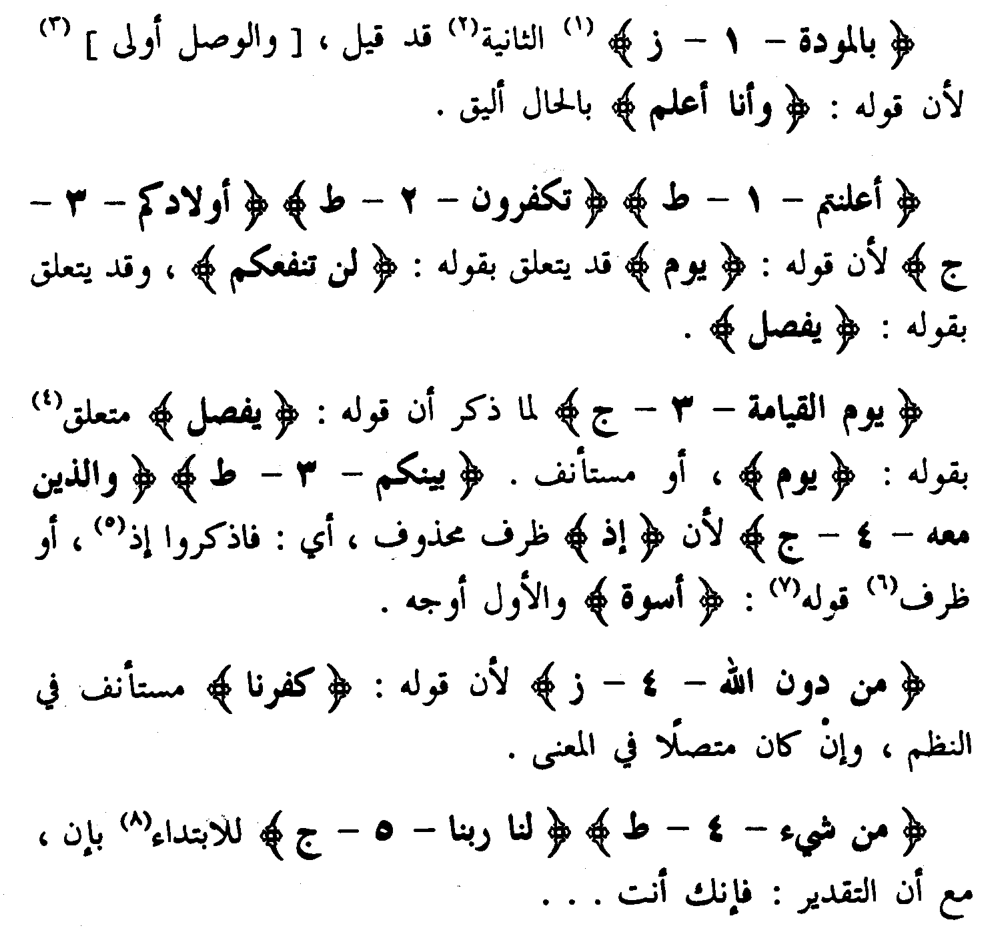 ﴿ بالمودة – ١ – ز ﴾ (١) الثانية(٢) قد قيل ، [ والوصل أولى ] (٣)
لأن قوله : ﴿ وأنا أعلم ﴾ بالحال أليق .
﴿ أعلنتم – ١ – ط ﴾ ﴿ تكفرون – ٢ – ط ﴾ ﴿ أولادكم – ٣ –
ج ﴾ لأن قوله : ﴿ يوم ﴾ قد يتعلق بقوله : ﴿ لن تنفعكم ﴾ ، وقد يتعلق
بقوله : ﴿ يفصل ﴾ .
﴿ يوم القيامة – ٣ – ج ﴾ لما ذكر أن قوله : ﴿ يفصل ﴾ متعلق(٤)
بقوله : ﴿ يوم ﴾ ، أو مستأنف . ﴿ بينكم – ٣ – ط ﴾ ﴿ والذين
معه – ٤ – ج ﴾ لأن ﴿ إذ ﴾ ظرف محذوف ، أي : فاذكروا إذ(٥) ، أو
ظرف(٦) قوله(٧) : ﴿ أسوة ﴾ والأول أوجه .
﴿ من دون الله – ٤ – ز ﴾ لأن قوله : ﴿ كفرنا ﴾ مستأنف في
النظم ، وإنْ كان متصلًا في المعنى .
﴿ من شيء – ٤ – ط ﴾ ﴿ لنا ربنا – ٥ – ج ﴾ للابتداء(٨) بإن ،
مع أن التقدير : فإنك أنت . . .